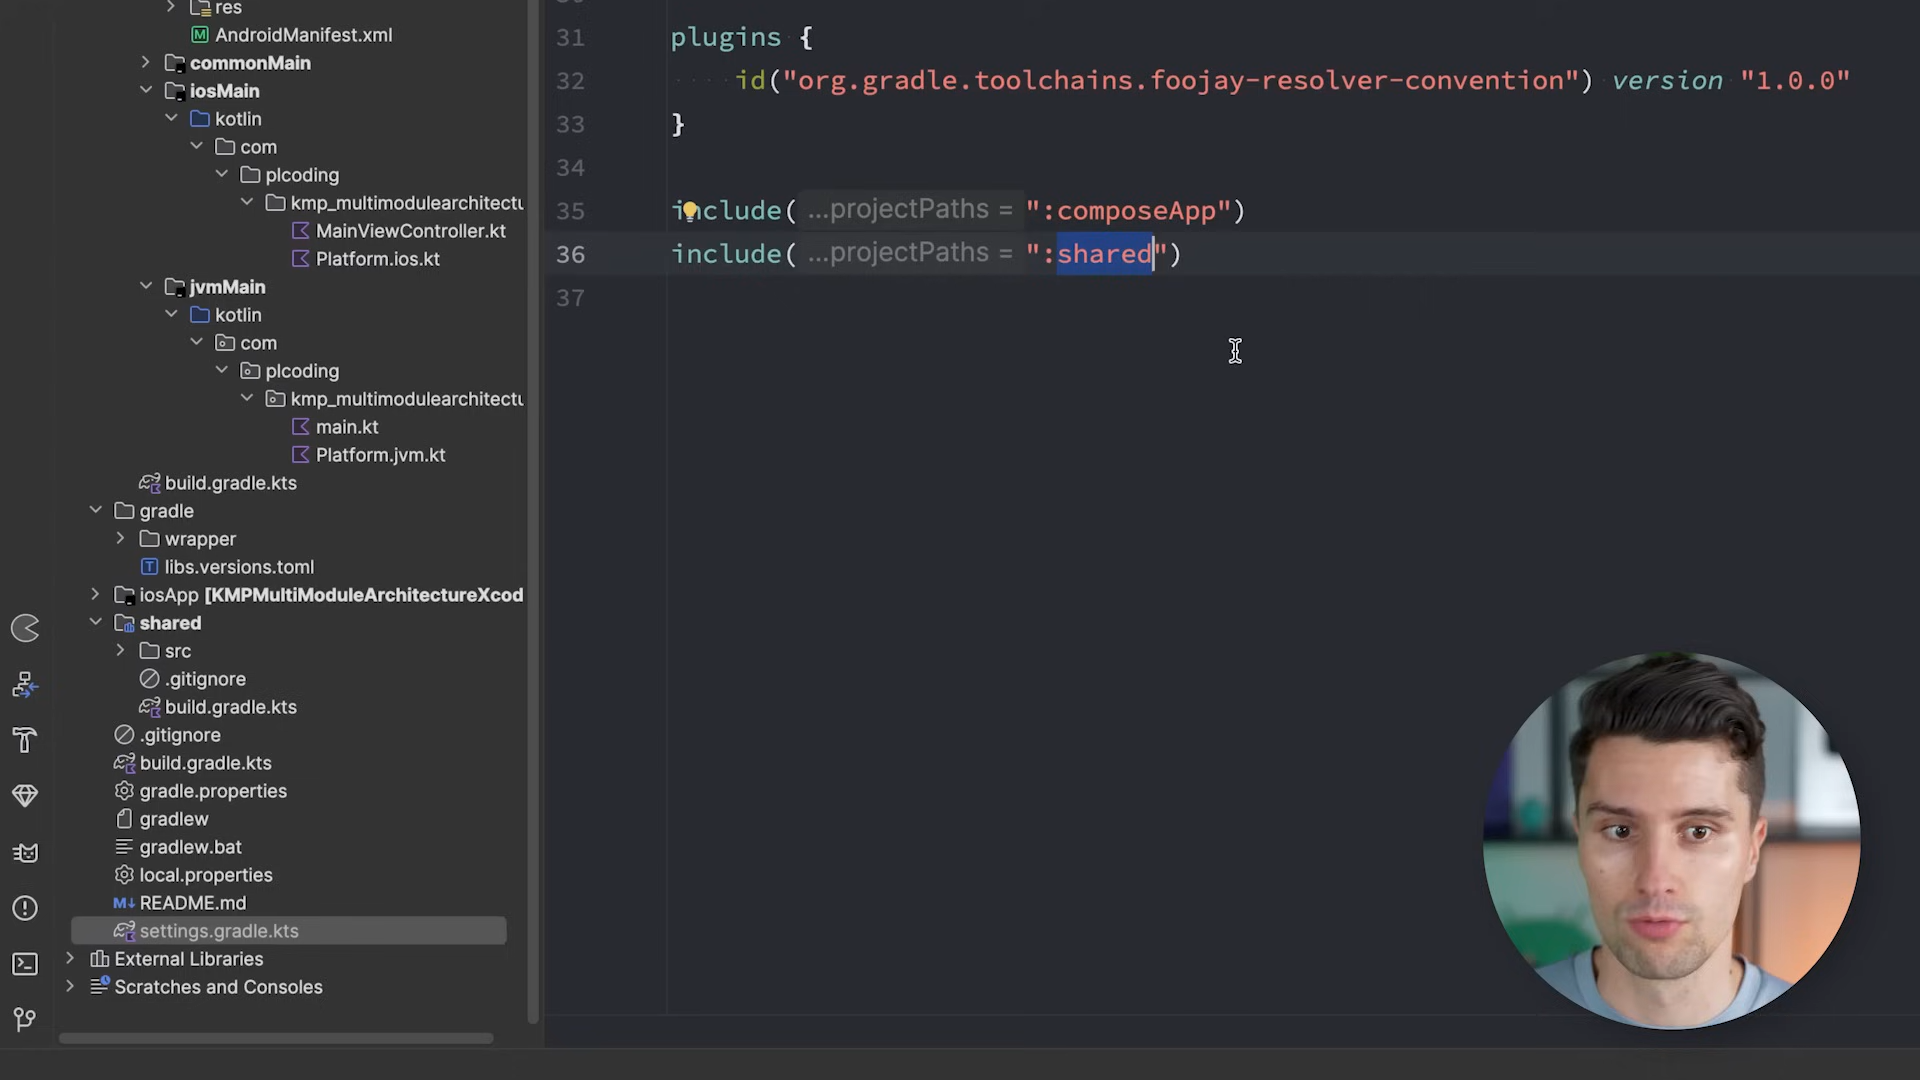 res
AndroidManifest.xml
commonMain
iosMain
kotlin
com
plcoding
kmp_multimodulearchitectu
MainViewController.kt
Platform.ios.kt
jvmMain
kotlin
com
plcoding
kmp_multimodulearchitectu
main.kt
Platform.jvm.kt
build.gradle.kts
gradle
wrapper
libs.versions.toml
iosApp [KMPMultiModuleArchitectureXcod
shared
src
.gitignore
build.gradle.kts
.gitignore
build.gradle.kts
gradle.properties
gradlew
gradlew.bat
local.properties
README.md
settings.gradle.kts
External Libraries
Scratches and Consoles
31 plugins {
32 id("org.gradle.toolchains.foojay-resolver-convention") version "1.0.0"
33 }
34
35 include( ...projectPaths = ":composeApp")
36 include( ...projectPaths = ":shared")
37